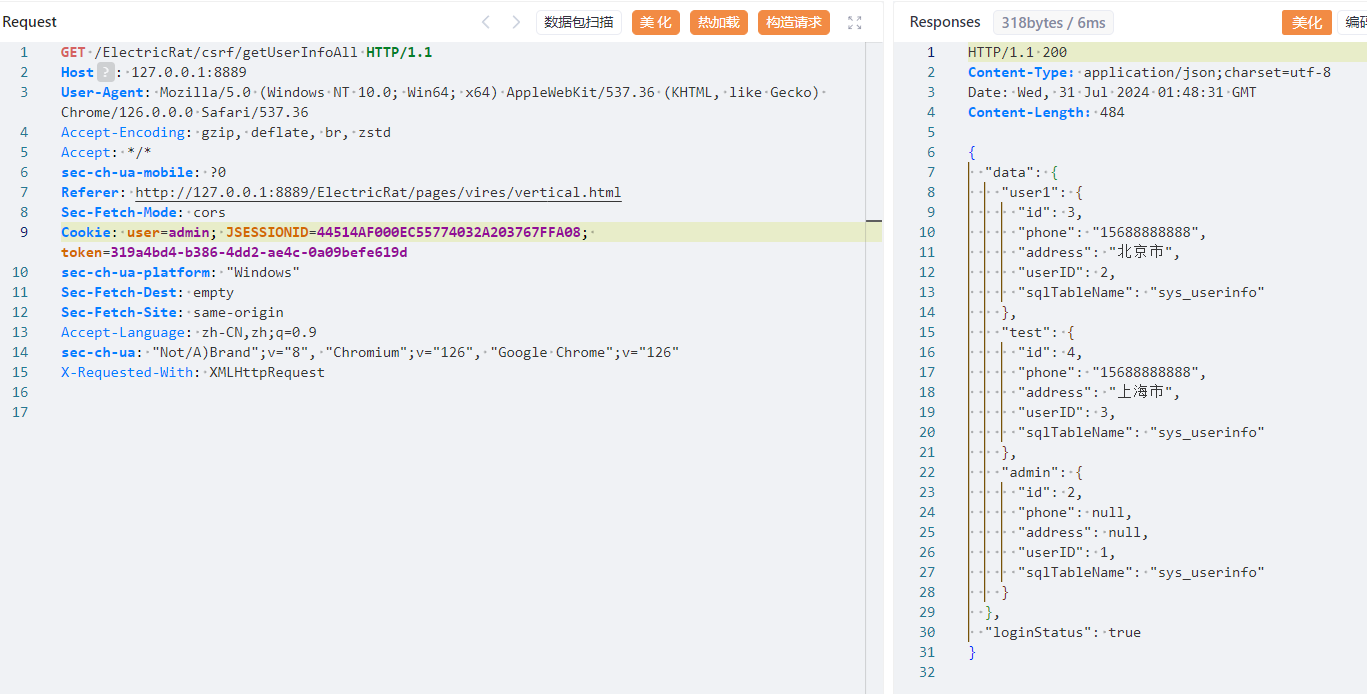 Request
数据包扫描
美化
热加载
构造请求
1 GET /ElectricRat/csrf/getUserInfoAll HTTP/1.1
2 Host ? : 127.0.0.1:8889
3 User-Agent: Mozilla/5.0 (Windows NT 10.0; Win64; x64) AppleWebKit/537.36 (KHTML, like Gecko)
Chrome/126.0.0.0 Safari/537.36
4 Accept-Encoding: gzip, deflate, br, zstd
5 Accept: */*
6 sec-ch-ua-mobile: ?0
7 Referer: http://127.0.0.1:8889/ElectricRat/pages/vires/vertical.html
8 Sec-Fetch-Mode: cors
9 Cookie: user=admin; JSESSIONID=44514AF000EC55774032A203767FFA08;
token=319a4bd4-b386-4dd2-ae4c-0a09befe619d
10 sec-ch-ua-platform: "Windows"
11 Sec-Fetch-Dest: empty
12 Sec-Fetch-Site: same-origin
13 Accept-Language: zh-CN,zh;q=0.9
14 sec-ch-ua: "Not/A)Brand";v="8", "Chromium";v="126", "Google Chrome";v="126"
15 X-Requested-With: XMLHttpRequest
16
17
Responses
318bytes / 6ms
美化
编码
1 HTTP/1.1 200
2 Content-Type: application/json;charset=utf-8
3 Date: Wed, 31 Jul 2024 01:48:31 GMT
4 Content-Length: 484
5
6 {
7 "data": {
8 "user1": {
9 "id": 3,
10 "phone": "15688888888",
11 "address": "北京市",
12 "userID": 2,
13 "sqlTableName": "sys_userinfo"
14 },
15 "test": {
16 "id": 4,
17 "phone": "15688888888",
18 "address": "上海市",
19 "userID": 3,
20 "sqlTableName": "sys_userinfo"
21 },
22 "admin": {
23 "id": 2,
24 "phone": null,
25 "address": null,
26 "userID": 1,
27 "sqlTableName": "sys_userinfo"
28 }
29 },
30 "loginStatus": true
31 }
32